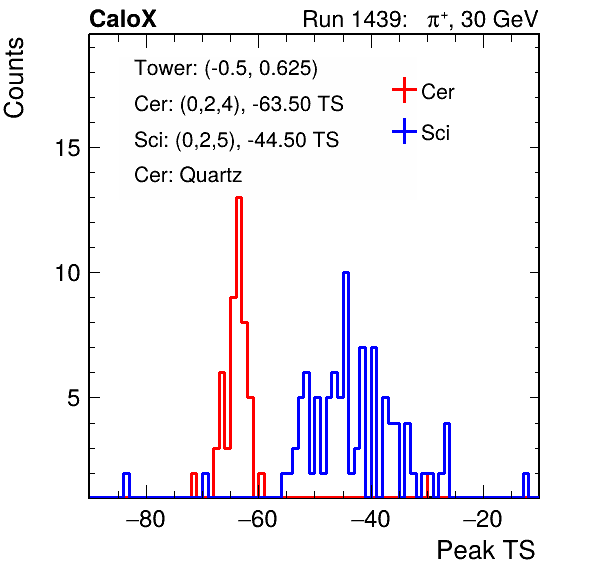 CaloX Run 1439: π⁺, 30 GeV
Counts
Tower: (-0.5, 0.625)
Cer: (0,2,4), -63.50 TS
Sci: (0,2,5), -44.50 TS
Cer: Quartz
Cer
Sci
15
10
5
−80 −60 −40 −20
Peak TS